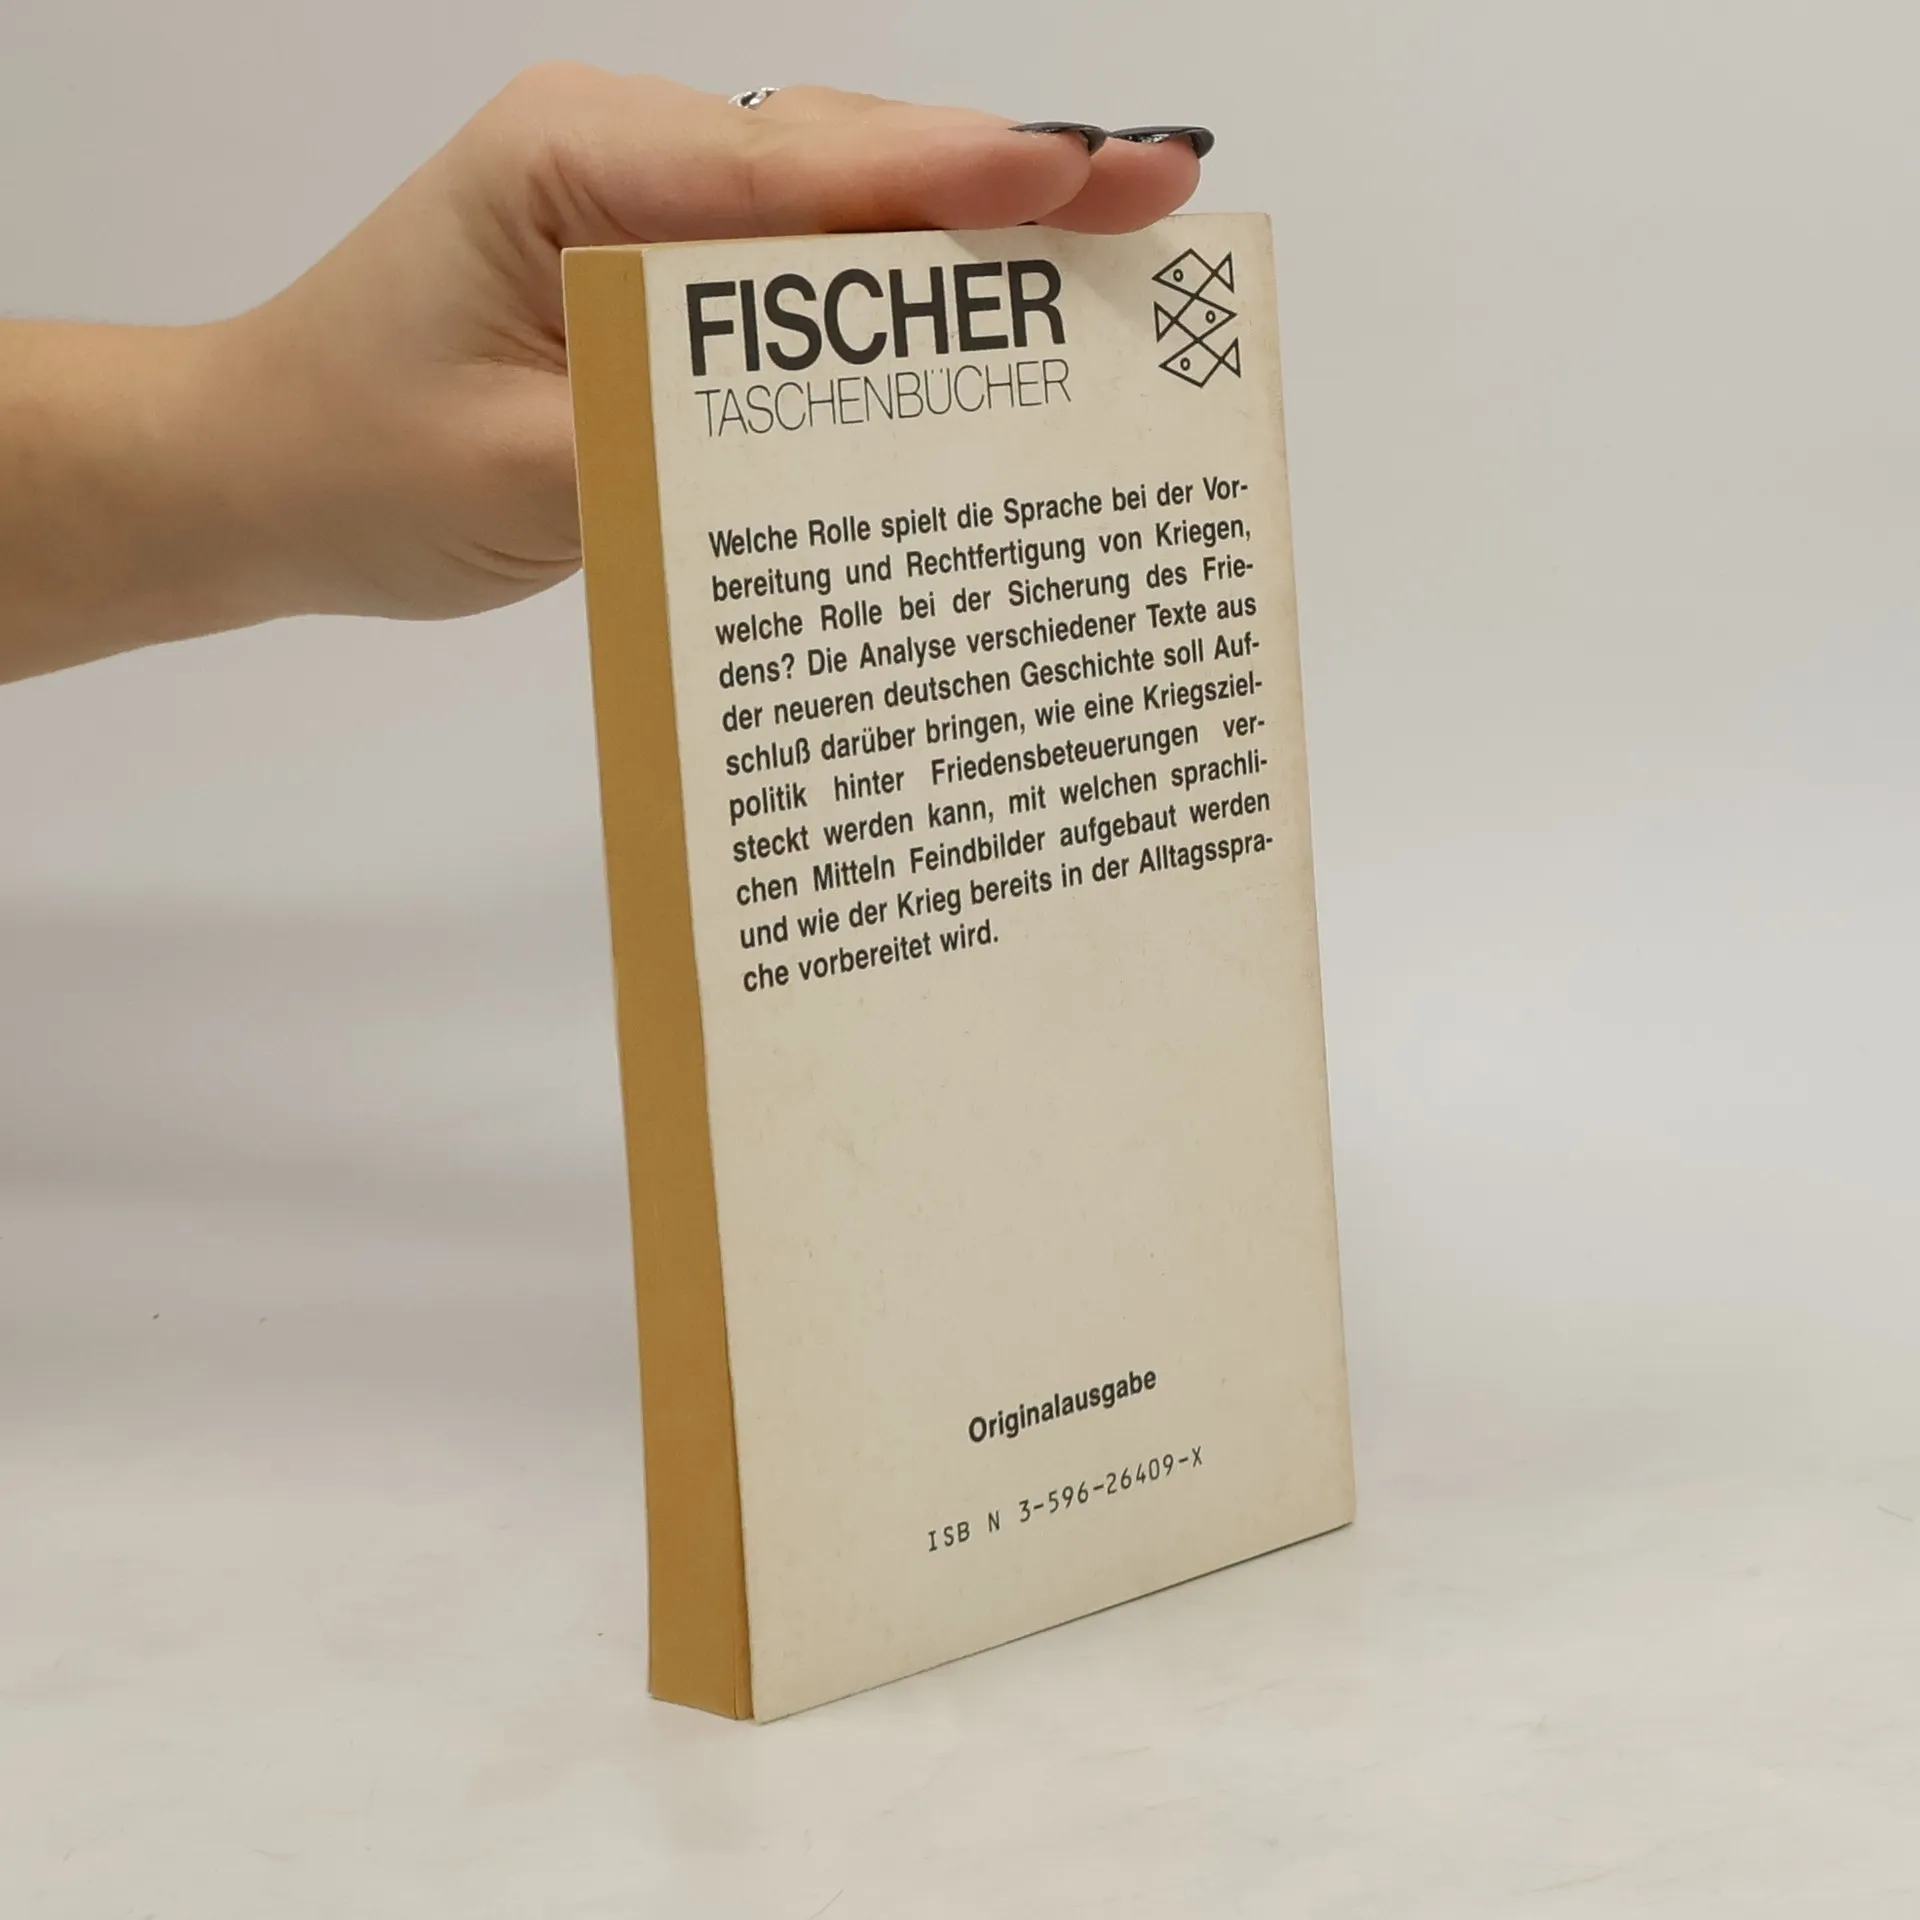 FISCHER
TASCHENBÜCHER
Welche Rolle spielt die Sprache bei der Vor-
bereitung und Rechtfertigung von Kriegen,
welche Rolle bei der Sicherung des Frie-
dens? Die Analyse verschiedener Texte aus
der neueren deutschen Geschichte soll Auf-
schluß darüber bringen, wie eine Kriegsziel-
politik hinter Friedensbeteuerungen ver-
steckt werden kann, mit welchen sprachli-
chen Mitteln Feindbilder aufgebaut werden
und wie der Krieg bereits in der Alltagsspra-
che vorbereitet wird.
Originalausgabe
ISB N 3-596-26409-X